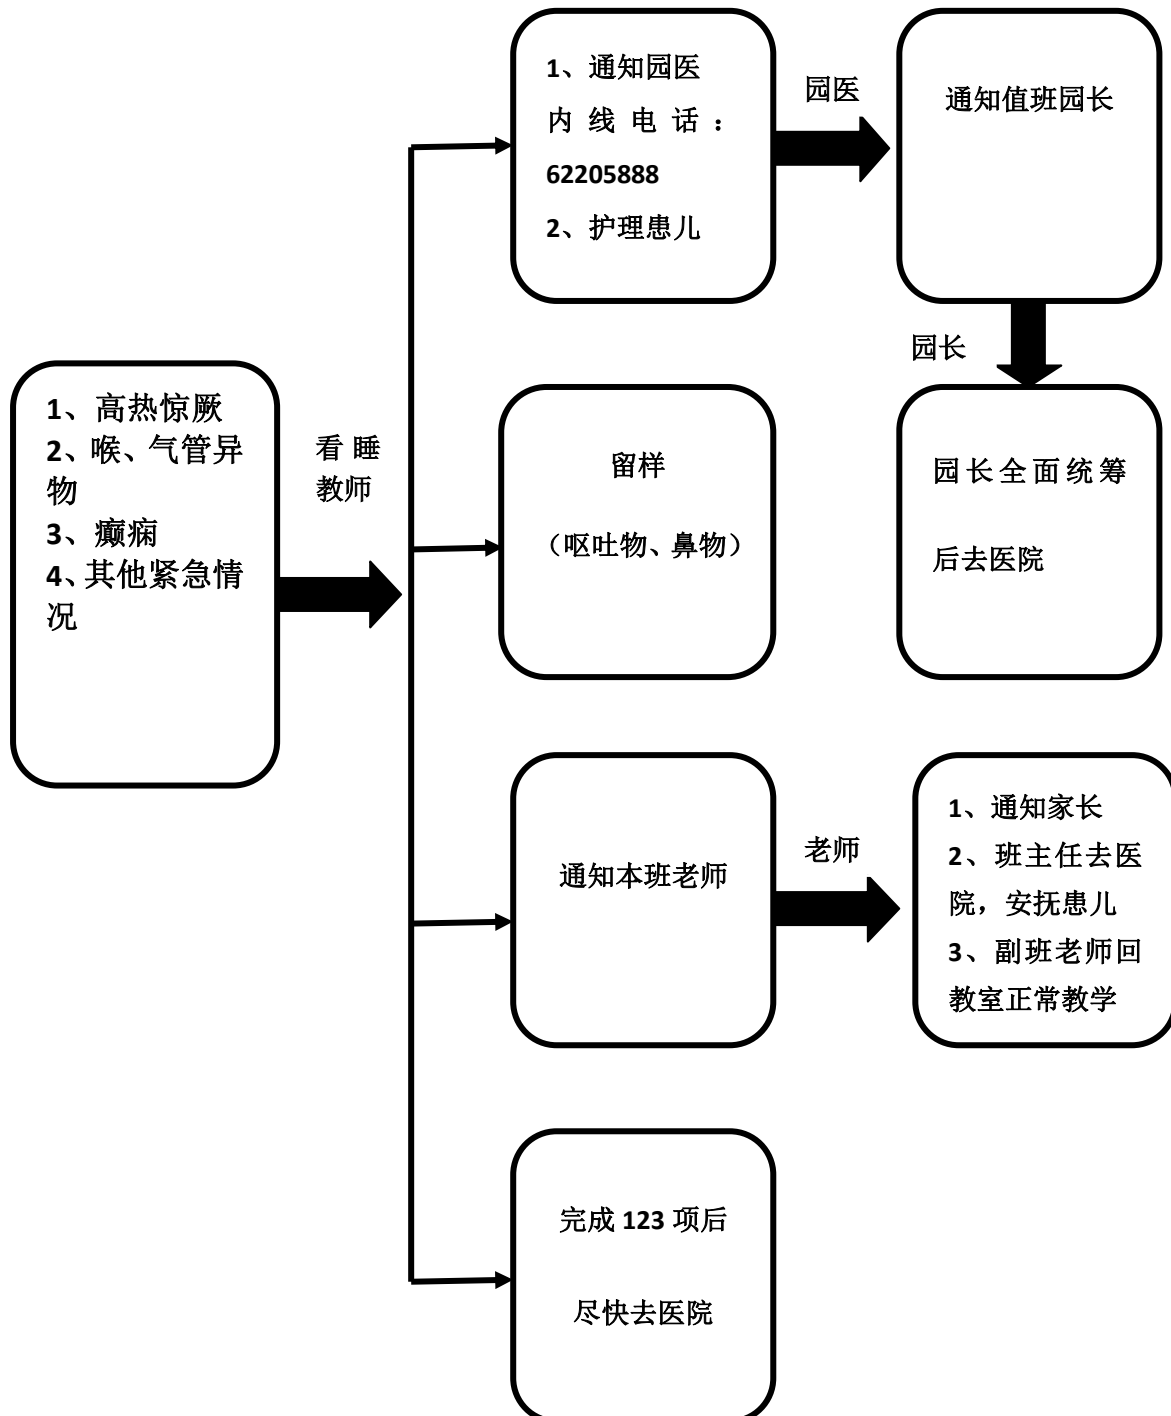 1、通知园医
内线电话：
62205888
2、护理患儿
园医
通知值班园长
园长
1、高热惊厥
2、喉、气管异
物
3、癫痫
4、其他紧急情
况
看睡
教师
留样
（呕吐物、鼻物）
园长全面统筹
后去医院
通知本班老师
老师
1、通知家长
2、班主任去医
院，安抚患儿
3、副班老师回
教室正常教学
完成 123 项后
尽快去医院